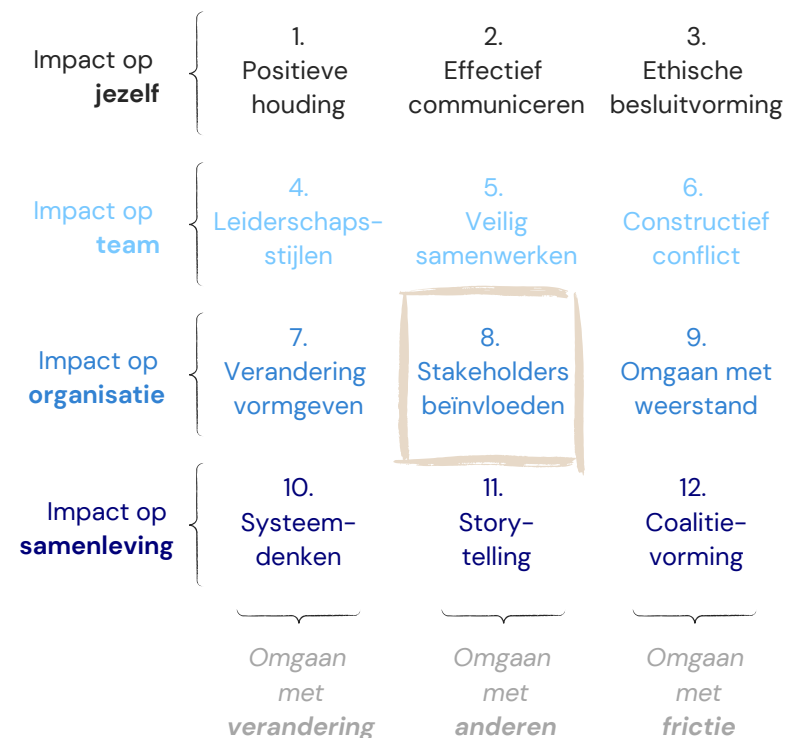 Impact op
jezelf
1.
Positieve
houding
2.
Effectief
communiceren
3.
Ethische
besluitvorming
Impact op
team
4.
Leiderschaps-
stijlen
5.
Veilig
samenwerken
6.
Constructief
conflict
Impact op
organisatie
7.
Verandering
vormgeven
8.
Stakeholders
beïnvloeden
9.
Omgaan met
weerstand
Impact op
samenleving
10.
Systeem-
denken
11.
Story-
telling
12.
Coalitie-
vorming
Omgaan
met
verandering
Omgaan
met
anderen
Omgaan
met
frictie